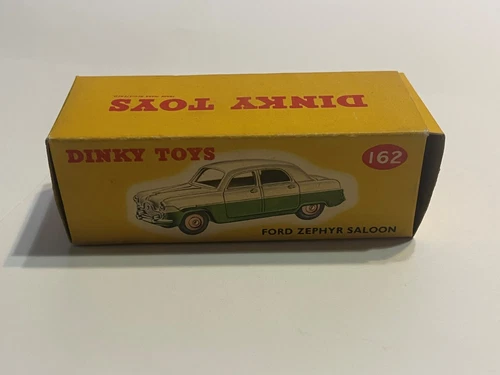 DINKY TOYS
DINKY TOYS
162
FORD ZEPHYR SALOON